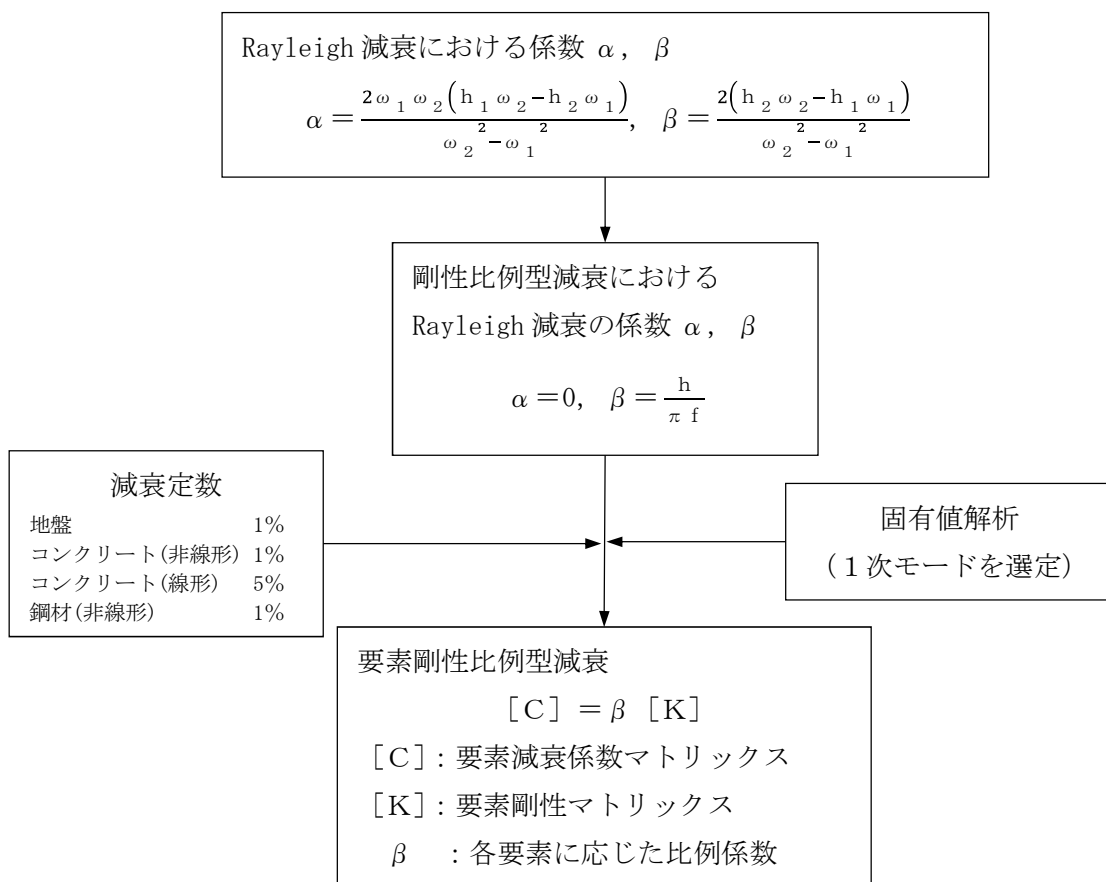 Rayleigh 減衰における係数 α, β
α＝2ω₁ω₂(h₁ω₂−h₂ω₁)/(ω₂²−ω₁²), β＝2(h₂ω₂−h₁ω₁)/(ω₂²−ω₁²)
剛性比例型減衰における
Rayleigh 減衰の係数 α, β
α＝0, β＝h/(π f)
減衰定数
地盤 1%
コンクリート(非線形) 1%
コンクリート(線形) 5%
鋼材(非線形) 1%
固有値解析
(１次モードを選定)
要素剛性比例型減衰
［C］＝β［K］
［C］：要素減衰係数マトリックス
［K］：要素剛性マトリックス
β ：各要素に応じた比例係数